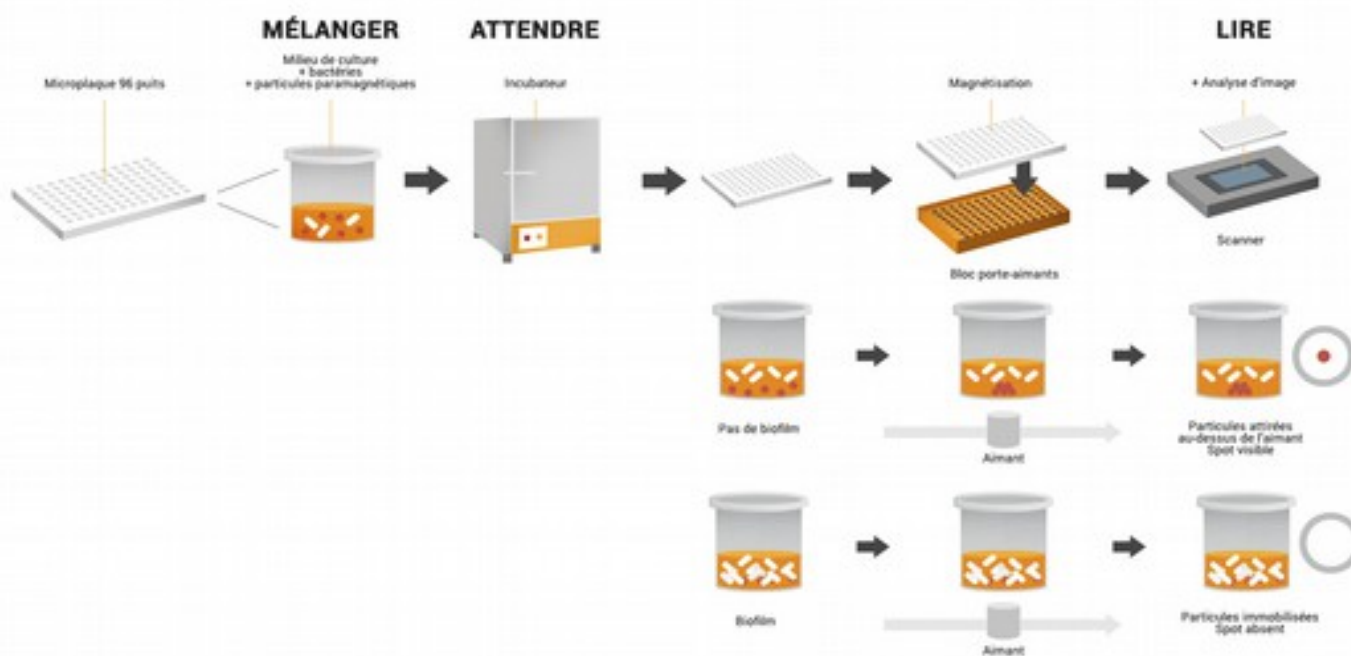 MÉLANGER
ATTENDRE
LIRE
Microplaque 96 puits
Milieu de culture
+ bactéries
+ particules paramagnétiques
Incubateur
Magnétisation
+ Analyse d'image
Bloc porte-aimants
Scanner
Pas de biofilm
Aimant
Particules attirées
au-dessus de l'aimant
Spot visible
Biofilm
Aimant
Particules immobilisées
Spot absent